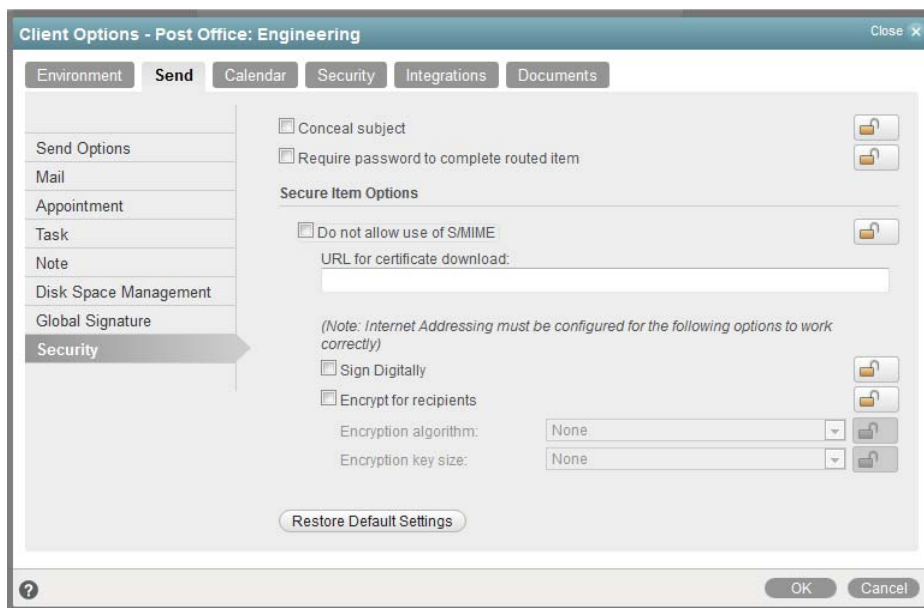 Client Options - Post Office: Engineering
Close
Environment Send Calendar Security Integrations Documents
Send Options
Mail
Appointment
Task
Note
Disk Space Management
Global Signature
Security
Conceal subject
Require password to complete routed item
Secure Item Options
Do not allow use of S/MIME
URL for certificate download:
(Note: Internet Addressing must be configured for the following options to work
correctly)
Sign Digitally
Encrypt for recipients
Encryption algorithm: None
Encryption key size: None
Restore Default Settings
? OK Cancel